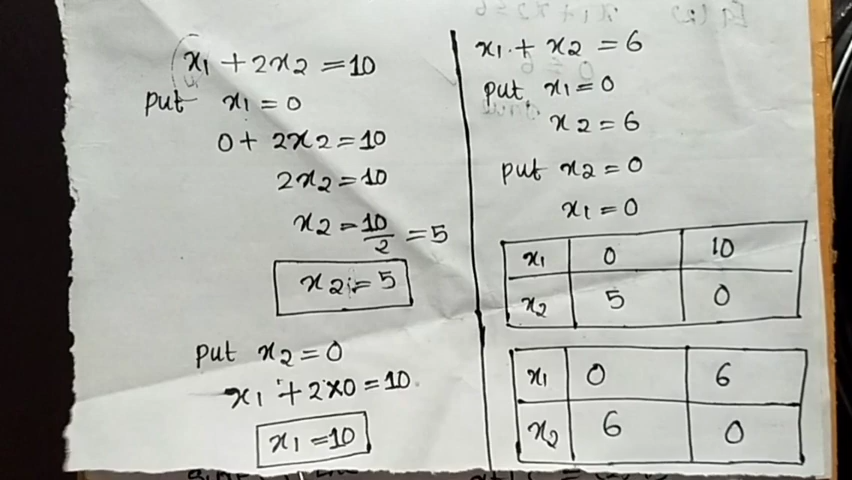 x₁ + 2x₂ = 10
put x₁ = 0
0 + 2x₂ = 10
2x₂ = 10
x₂ = 10/2 = 5
x₂ = 5
put x₂ = 0
x₁ + 2×0 = 10
x₁ = 10
x₁ + x₂ = 6
put x₁ = 0
x₂ = 6
put x₂ = 0
x₁ = 0
x₁ 0 10
x₂ 5 0
x₁ 0 6
x₂ 6 0